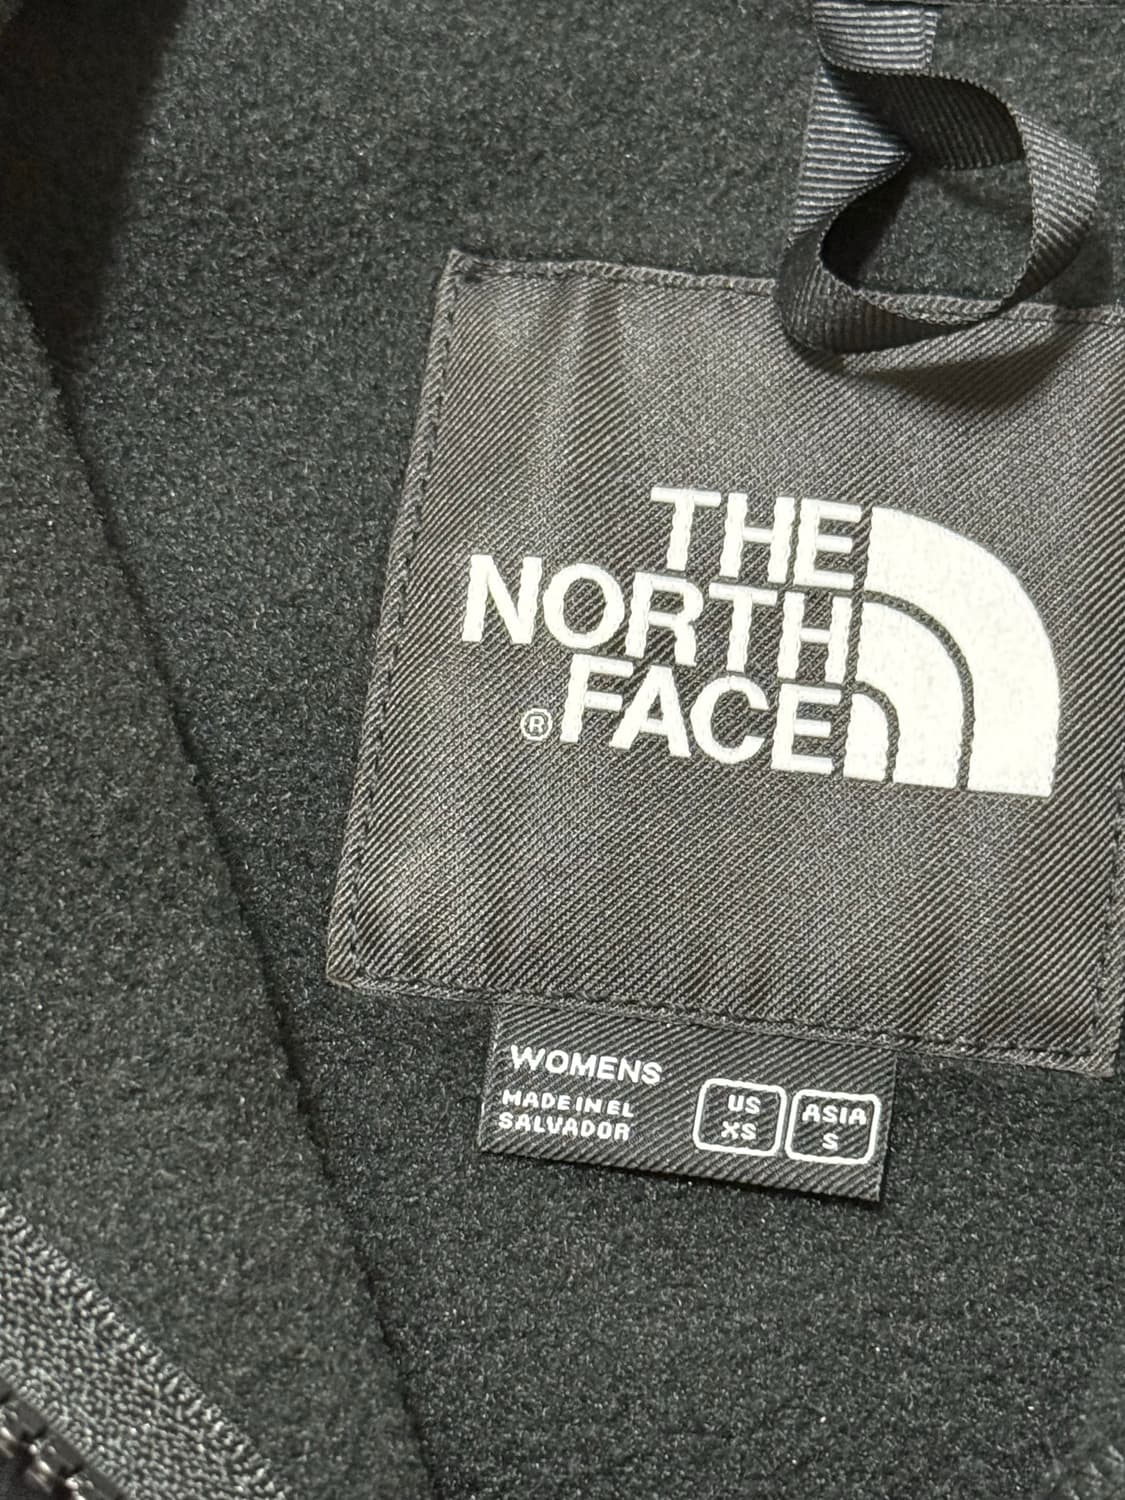 THE
NORTH
®FACE
WOMENS
MADE IN EL
SALVADOR
US
XS
ASIA
S